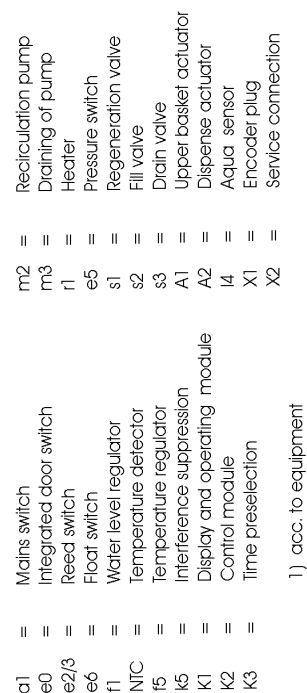 a1 = Mains switch
e0 = Integrated door switch
e2/3 = Reed switch
e6 = Float switch
f1 = Water level regulator
NTC = Temperature detector
f5 = Temperature regulator
K5 = Interference suppression
K1 = Display and operating module
K2 = Control module
K3 = Time preselection
1) acc. to equipment
m2 = Recirculation pump
m3 = Draining of pump
r1 = Heater
e5 = Pressure switch
s1 = Regeneration valve
s2 = Fill valve
s3 = Drain valve
A1 = Upper basket actuator
A2 = Dispense actuator
I4 = Aqua sensor
X1 = Encoder plug
X2 = Service connection